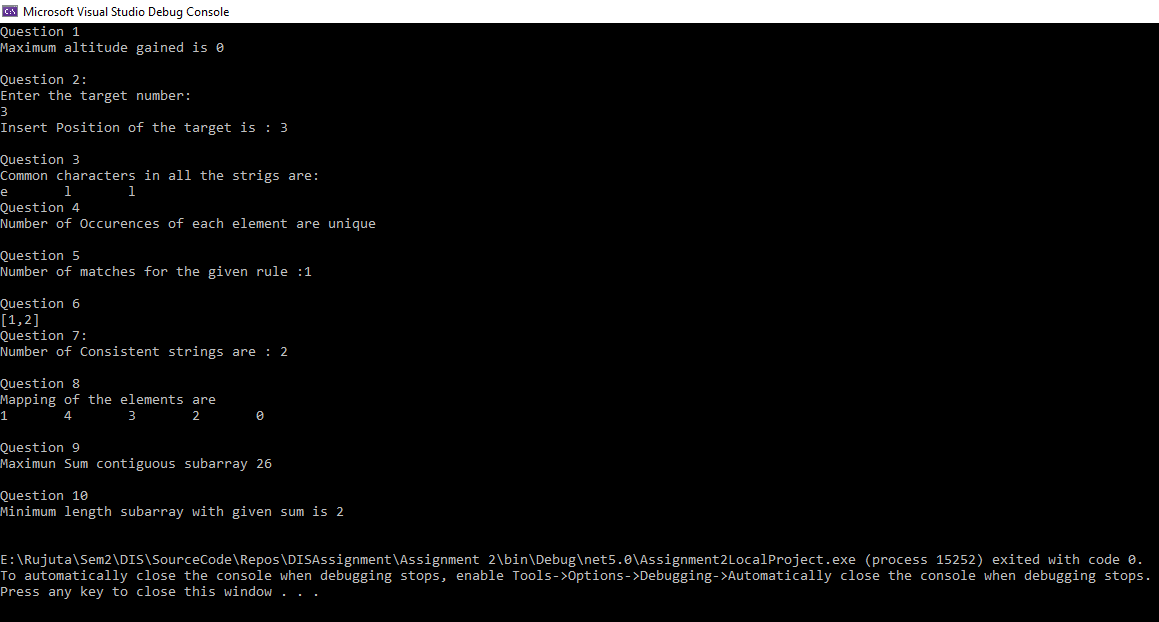 C:\ Microsoft Visual Studio Debug Console
Question 1
Maximum altitude gained is 0
Question 2:
Enter the target number:
3
Insert Position of the target is : 3
Question 3
Common characters in all the strigs are:
e l l
Question 4
Number of Occurences of each element are unique
Question 5
Number of matches for the given rule :1
Question 6
[1,2]
Question 7:
Number of Consistent strings are : 2
Question 8
Mapping of the elements are
1 4 3 2 0
Question 9
Maximun Sum contiguous subarray 26
Question 10
Minimum length subarray with given sum is 2
E:\Rujuta\Sem2\DIS\SourceCode\Repos\DISAssignment\Assignment 2\bin\Debug\net5.0\Assignment2LocalProject.exe (process 15252) exited with code 0.
To automatically close the console when debugging stops, enable Tools->Options->Debugging->Automatically close the console when debugging stops.
Press any key to close this window . . .